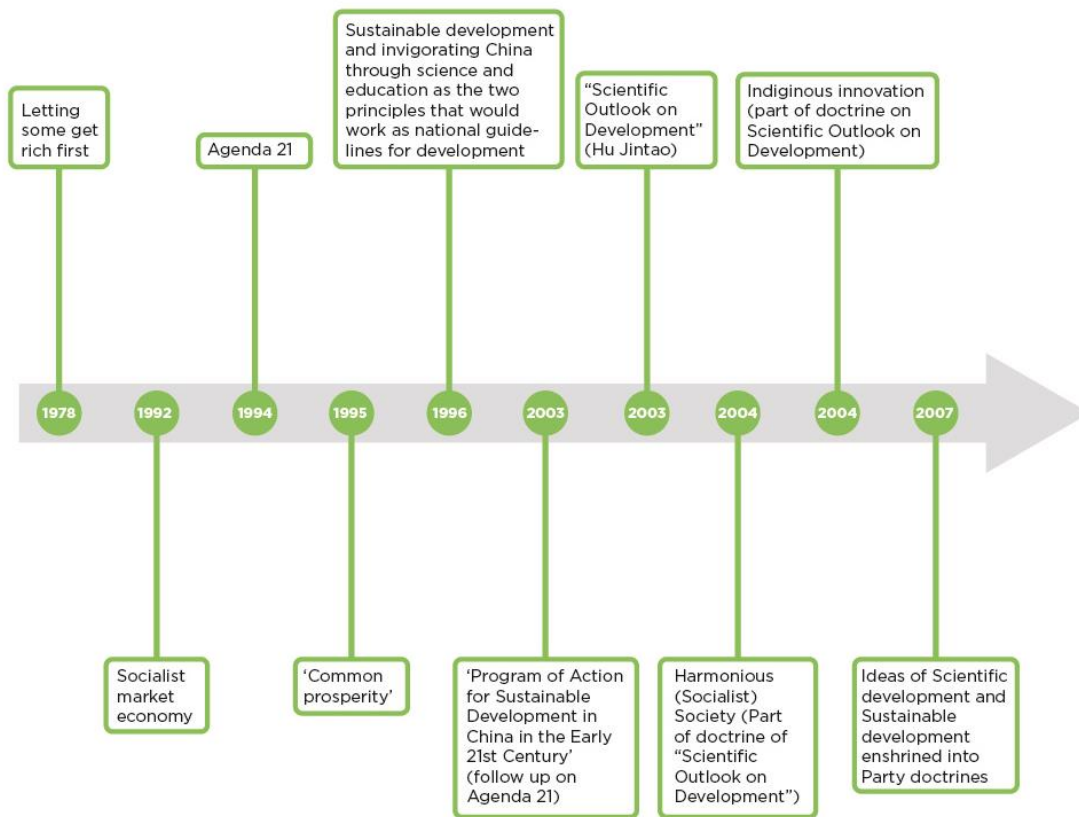 Letting
some get
rich first
Agenda 21
Sustainable development
and invigorating China
through science and
education as the two
principles that would
work as national guide-
lines for development
“Scientific
Outlook on
Development”
(Hu Jintao)
Indiginous innovation
(part of doctrine on
Scientific Outlook on
Development)
1978
1992
1994
1995
1996
2003
2003
2004
2004
2007
Socialist
market
economy
‘Common
prosperity’
‘Program of Action
for Sustainable
Development in
China in the Early
21st Century’
(follow up on
Agenda 21)
Harmonious
(Socialist)
Society (Part
of doctrine of
“Scientific
Outlook on
Development”)
Ideas of Scientific
development and
Sustainable
development
enshrined into
Party doctrines